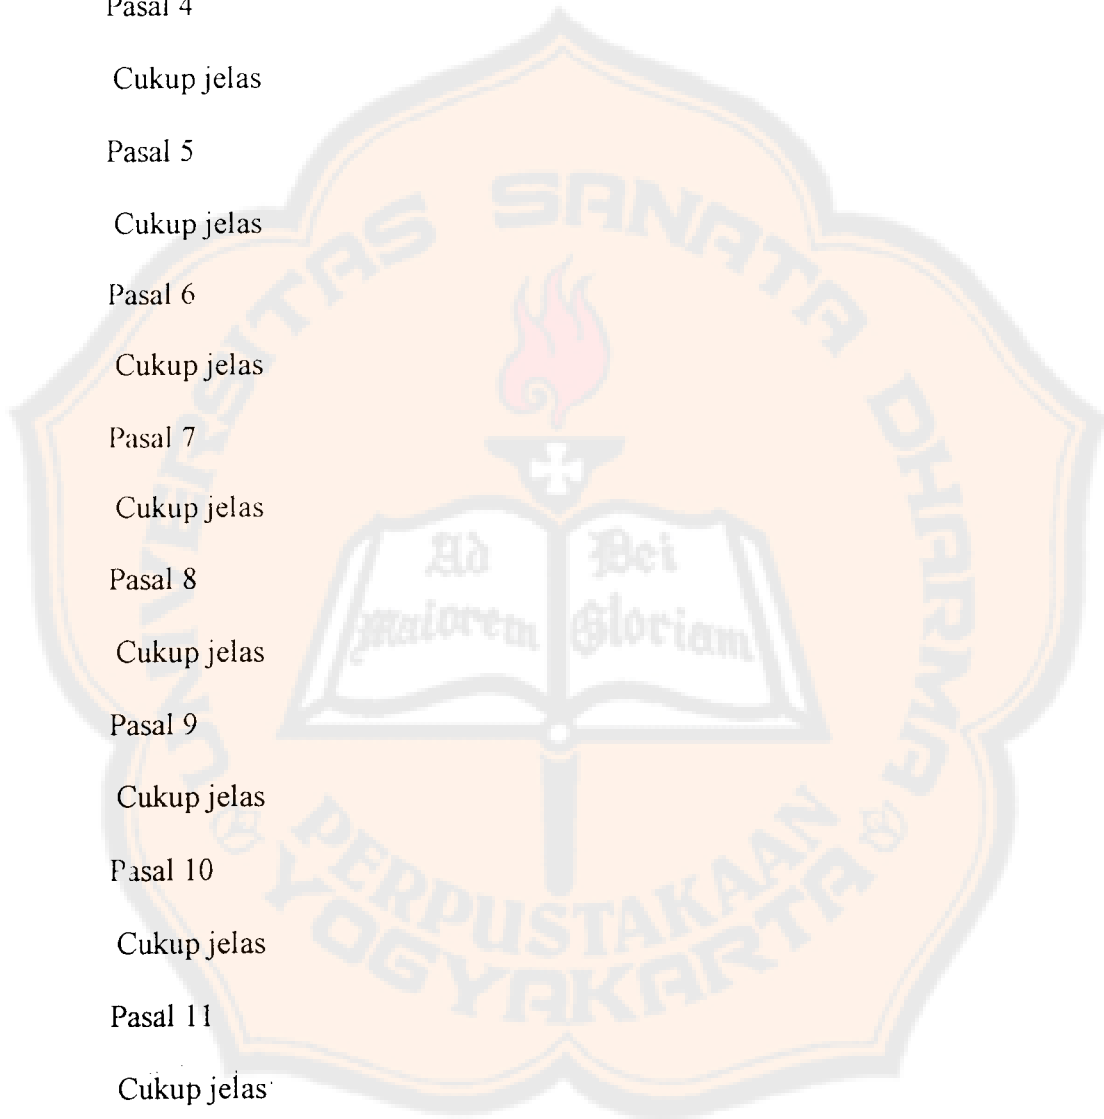 Pasal 4
Cukup jelas
Pasal 5
Cukup jelas
Pasal 6
Cukup jelas
Pasal 7
Cukup jelas
Pasal 8
Cukup jelas
Pasal 9
Cukup jelas
Pasal 10
Cukup jelas
Pasal 11
Cukup jelas
UNIVERSITAS SANATA DHARMA
Ad Maiorem
Dei Gloriam
PERPUSTAKAAN
YOGYAKARTA